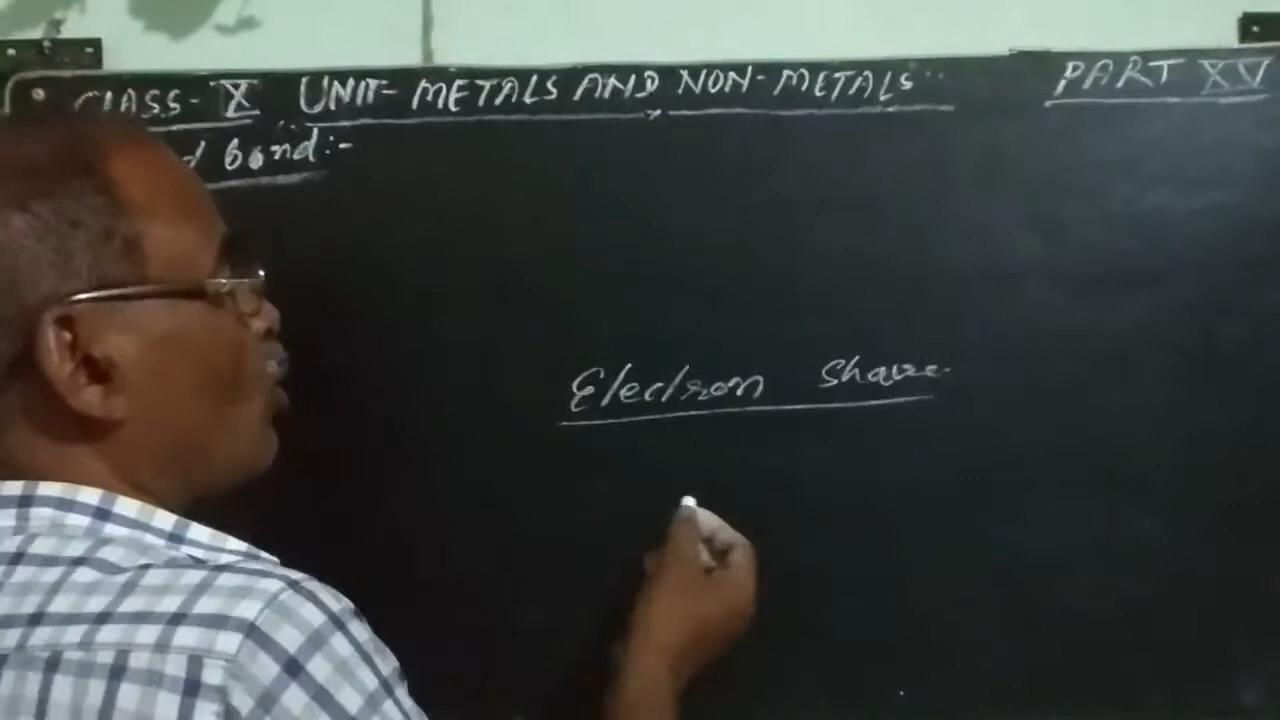 CLASS- X UNIT- METALS AND NON-METALS PART XV
d bond:-
Electron Share